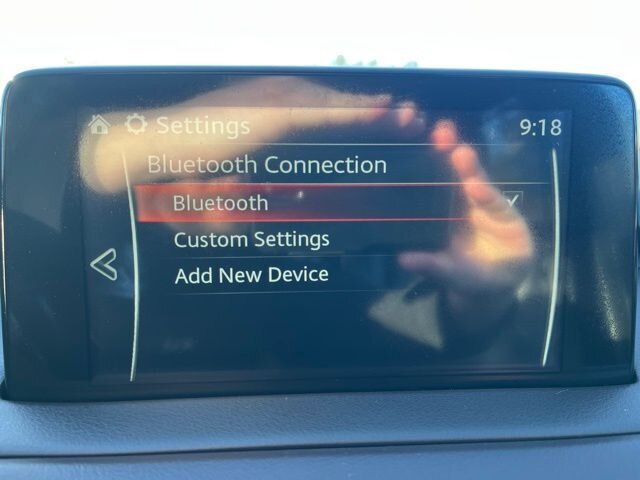 Settings 9:18
Bluetooth Connection
Bluetooth
Custom Settings
Add New Device